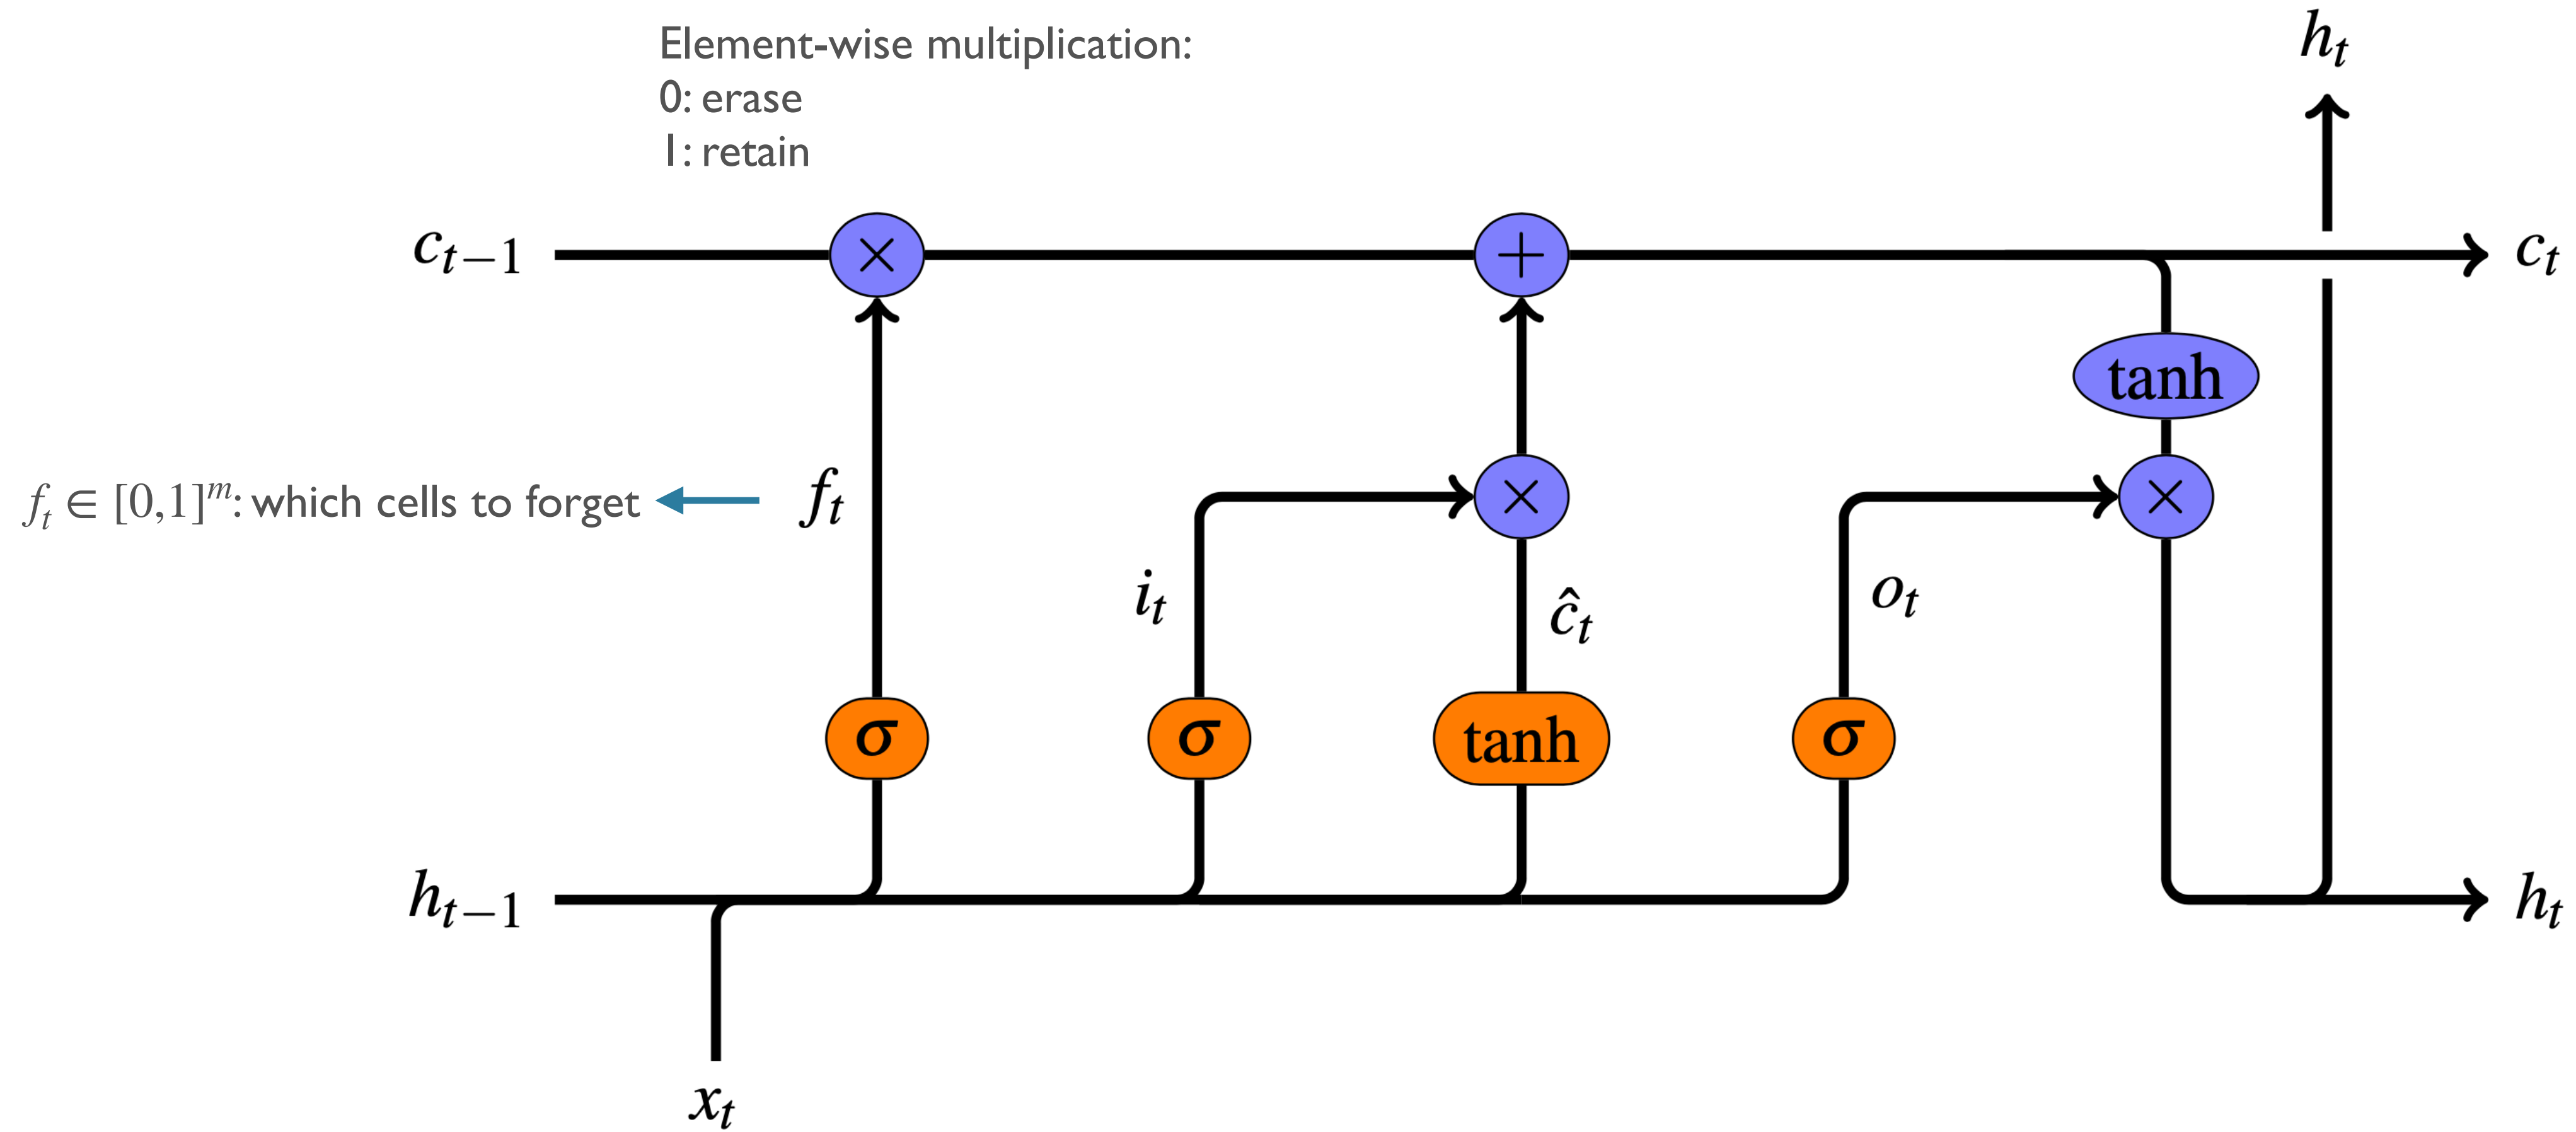 Element-wise multiplication:
0: erase
1: retain
hₜ
cₜ₋₁
×
+
cₜ
tanh
fₜ ∈ [0,1]ᵐ: which cells to forget
fₜ
×
×
iₜ
ĉₜ
oₜ
σ
σ
tanh
σ
hₜ₋₁
hₜ
xₜ